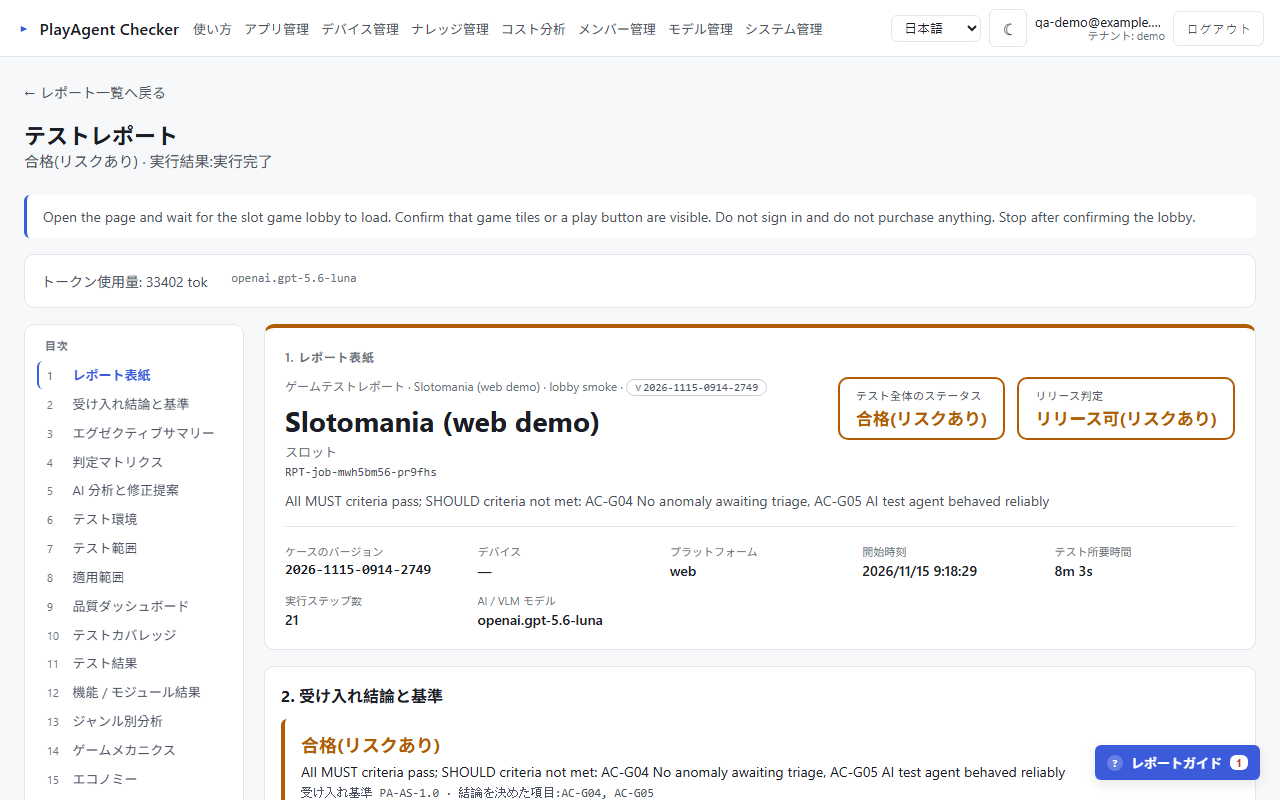 PlayAgent Checker 使い方 アプリ管理 デバイス管理 ナレッジ管理 コスト分析 メンバー管理 モデル管理 システム管理 日本語 qa-demo@example.... テナント: demo ログアウト
← レポート一覧へ戻る
テストレポート
合格(リスクあり) · 実行結果:実行完了
Open the page and wait for the slot game lobby to load. Confirm that game tiles or a play button are visible. Do not sign in and do not purchase anything. Stop after confirming the lobby.
トークン使用量: 33402 tok openai.gpt-5.6-luna
目次
1 レポート表紙
2 受け入れ結論と基準
3 エグゼクティブサマリー
4 判定マトリクス
5 AI 分析と修正提案
6 テスト環境
7 テスト範囲
8 適用範囲
9 品質ダッシュボード
10 テストカバレッジ
11 テスト結果
12 機能 / モジュール結果
13 ジャンル別分析
14 ゲームメカニクス
15 エコノミー
1. レポート表紙
ゲームテストレポート · Slotomania (web demo) · lobby smoke · v 2026-1115-0914-2749
Slotomania (web demo)
スロット
RPT-job-mwh5bm56-pr9fhs
テスト全体のステータス
合格(リスクあり)
リリース判定
リリース可(リスクあり)
All MUST criteria pass; SHOULD criteria not met: AC-G04 No anomaly awaiting triage, AC-G05 AI test agent behaved reliably
ケースのバージョン
2026-1115-0914-2749
デバイス
—
プラットフォーム
web
開始時刻
2026/11/15 9:18:29
テスト所要時間
8m 3s
実行ステップ数
21
AI / VLM モデル
openai.gpt-5.6-luna
2. 受け入れ結論と基準
合格(リスクあり)
All MUST criteria pass; SHOULD criteria not met: AC-G04 No anomaly awaiting triage, AC-G05 AI test agent behaved reliably
受け入れ基準 PA-AS-1.0 · 結論を決めた項目:AC-G04, AC-G05
? レポートガイド 1